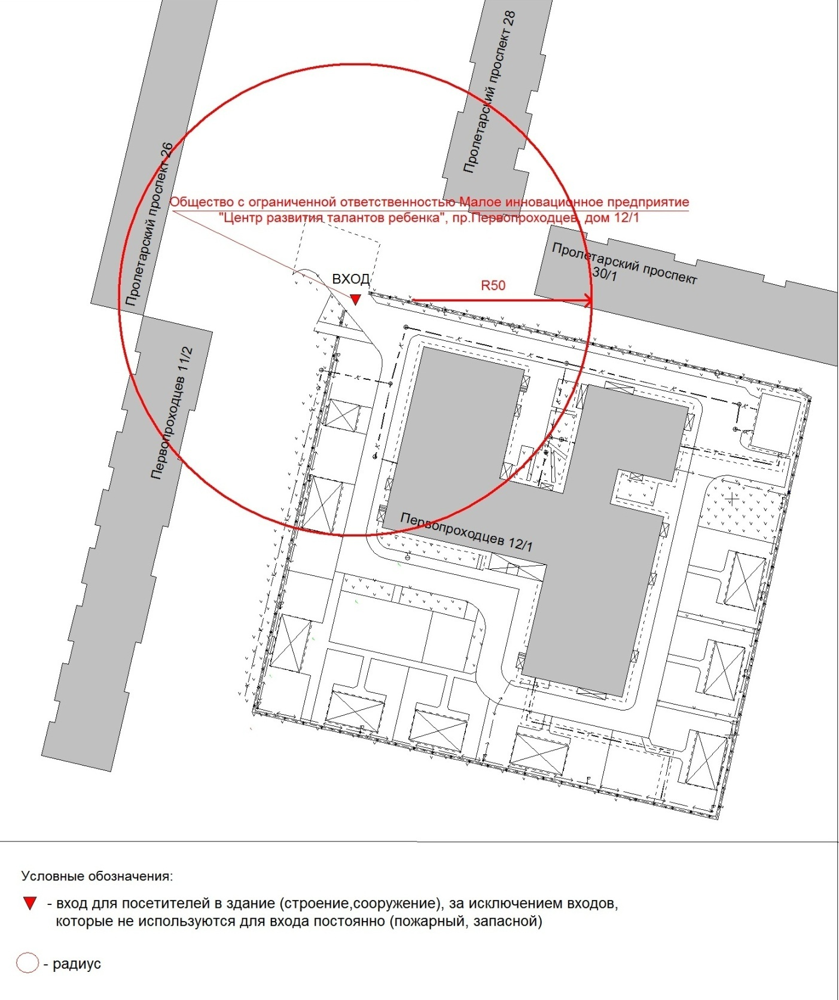 Пролетарский проспект 28
Пролетарский проспект 26
Общество с ограниченной ответственностью Малое инновационное предприятие
"Центр развития талантов ребенка", пр.Первопроходцев, дом 12/1
Пролетарский проспект
30/1
ВХОД
R50
Первопроходцев 11/2
Первопроходцев 12/1
Условные обозначения:
- вход для посетителей в здание (строение,сооружение), за исключением входов,
которые не используются для входа постоянно (пожарный, запасной)
- радиус